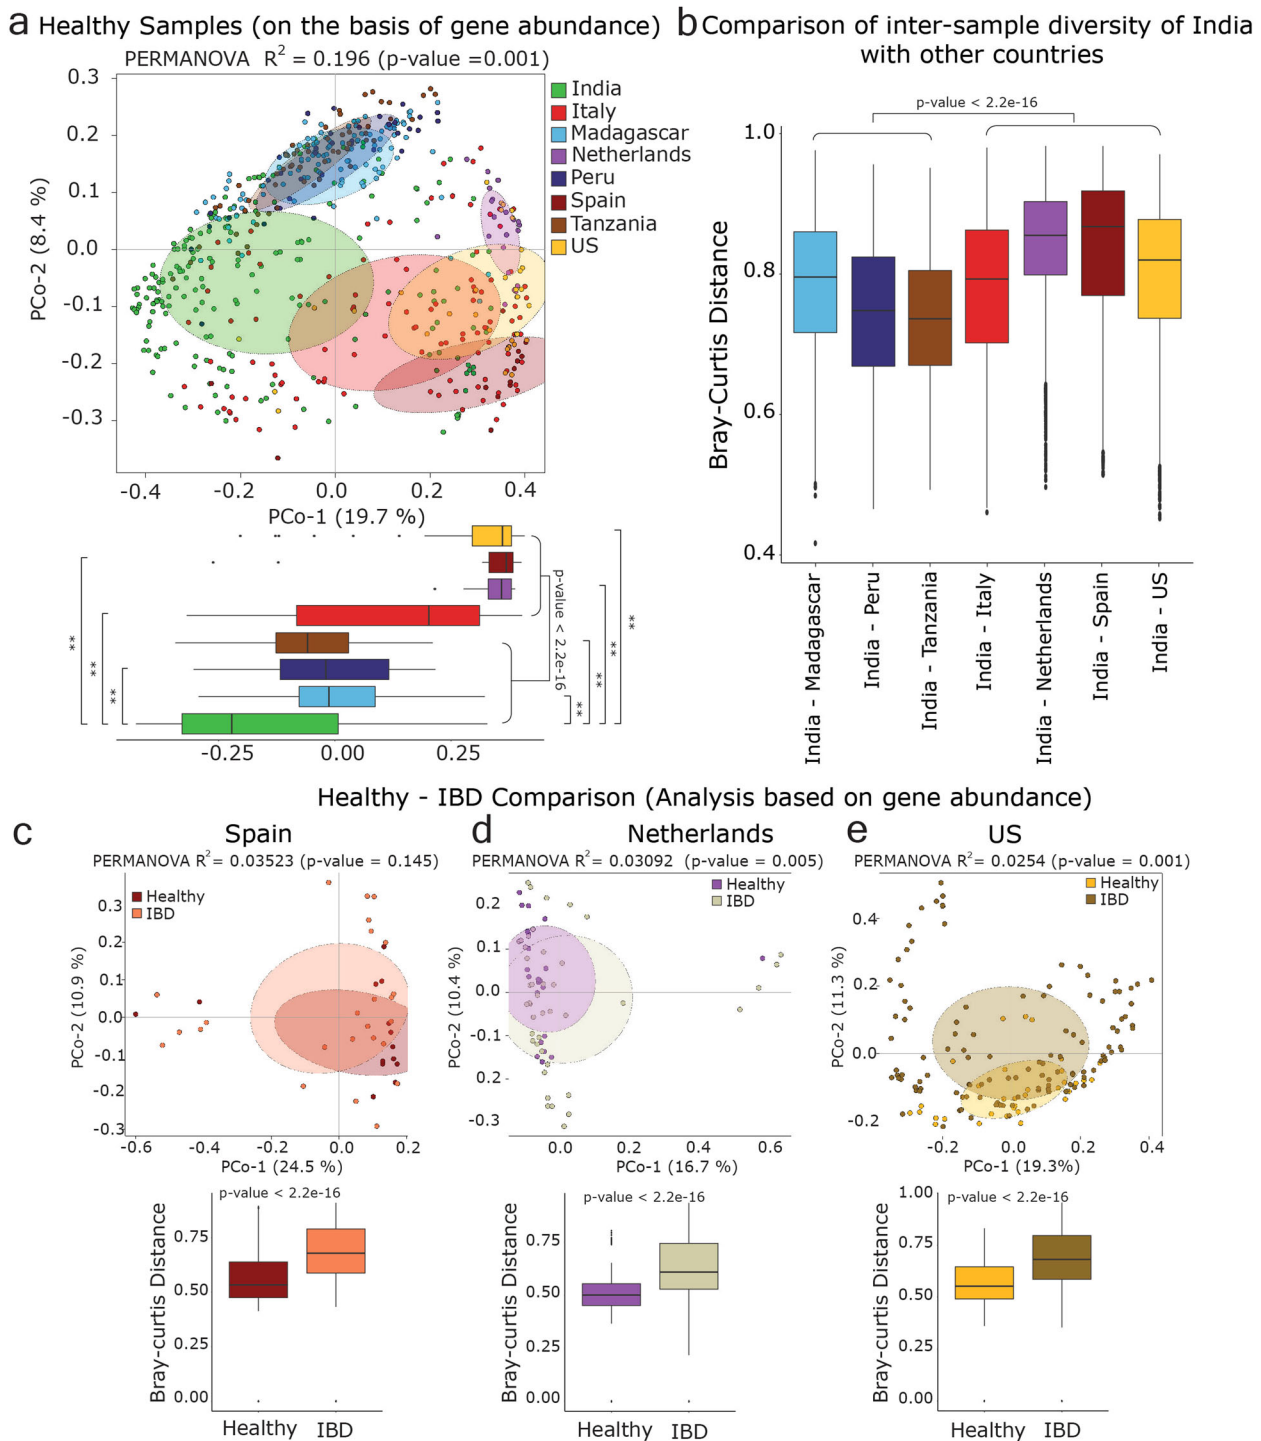 a Healthy Samples (on the basis of gene abundance)
PERMANOVA R2 = 0.196 (p-value =0.001)
0.3
0.2
0.1
0.0
-0.1
-0.2
-0.3
PCo-2 (8.4 %)
India
Italy
Madagascar
Netherlands
Peru
Spain
Tanzania
US
-0.4
-0.2
0.0
0.2
0.4
PCo-1 (19.7 %)
**
**
**
p-value < 2.2e-16
**
**
**
**
-0.25
0.00
0.25
b Comparison of inter-sample diversity of India
with other countries
p-value < 2.2e-16
1.0
0.8
0.6
0.4
Bray-Curtis Distance
India - Madagascar
India - Peru
India - Tanzania
India - Italy
India - Netherlands
India - Spain
India - US
Healthy - IBD Comparison (Analysis based on gene abundance)
c
Spain
PERMANOVA R2= 0.03523 (p-value = 0.145)
Healthy
IBD
0.3
0.2
0.1
0.0
-0.1
-0.2
-0.3
PCo-2 (10.9 %)
-0.6
-0.4
-0.2
0.0
0.2
PCo-1 (24.5 %)
p-value < 2.2e-16
0.75
0.50
0.25
0.00
Bray-curtis Distance
Healthy
IBD
d
Netherlands
PERMANOVA R2= 0.03092 (p-value = 0.005)
Healthy
IBD
0.2
0.1
0.0
-0.1
0.2
-0.3
PCo-2 (10.4 %)
0.0
0.2
0.4
0.6
PCo-1 (16.7 %)
p-value < 2.2e-16
0.75
0.50
0.25
0.00
Bray-curtis Distance
Healthy
IBD
e
US
PERMANOVA R2= 0.0254 (p-value = 0.001)
Healthy
IBD
0.4
0.2
0.0
-0.2
PCo-2 (11.3 %)
-0.2
0.0
0.2
0.4
PCo-1 (19.3%)
p-value < 2.2e-16
1.00
0.75
0.50
0.25
0.00
Bray-curtis Distance
Healthy
IBD